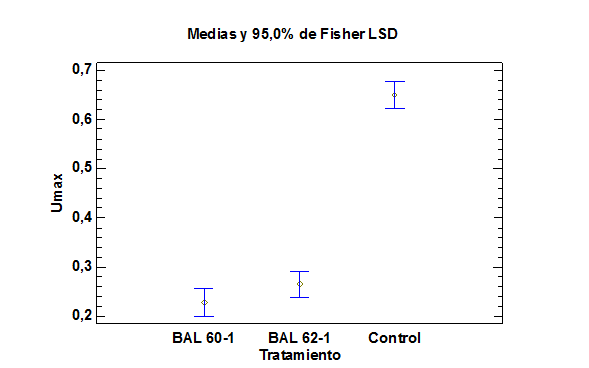 Medias y 95,0% de Fisher LSD
0,7
0,6
0,5
0,4
0,3
0,2
Umax
BAL 60-1 BAL 62-1 Control
Tratamiento